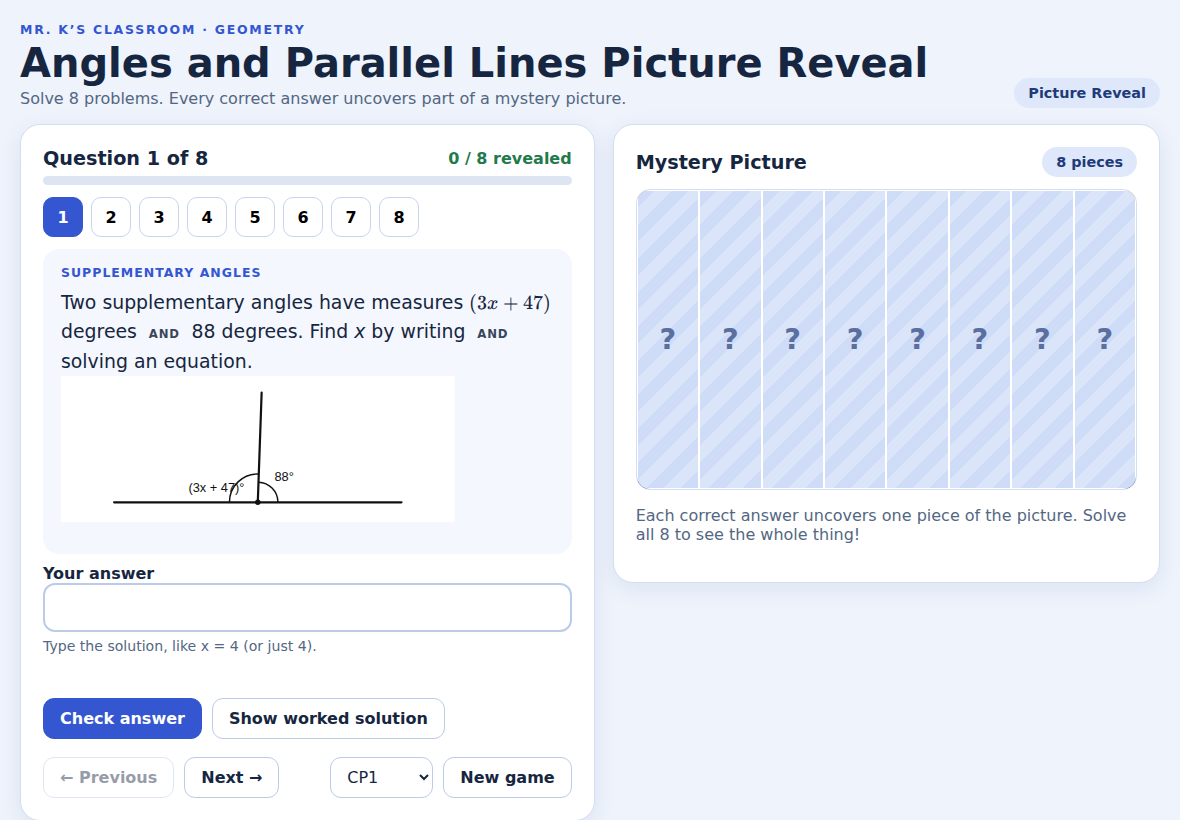 MR. K’S CLASSROOM · GEOMETRY
Angles and Parallel Lines Picture Reveal
Solve 8 problems. Every correct answer uncovers part of a mystery picture.
Picture Reveal
Question 1 of 8
0 / 8 revealed
1 2 3 4 5 6 7 8
SUPPLEMENTARY ANGLES
Two supplementary angles have measures (3x + 47)
degrees AND 88 degrees. Find x by writing AND
solving an equation.
(3x + 47)°
88°
Your answer
Type the solution, like x = 4 (or just 4).
Check answer
Show worked solution
← Previous
Next →
CP1
New game
Mystery Picture
8 pieces
? ? ? ? ? ? ? ?
Each correct answer uncovers one piece of the picture. Solve
all 8 to see the whole thing!